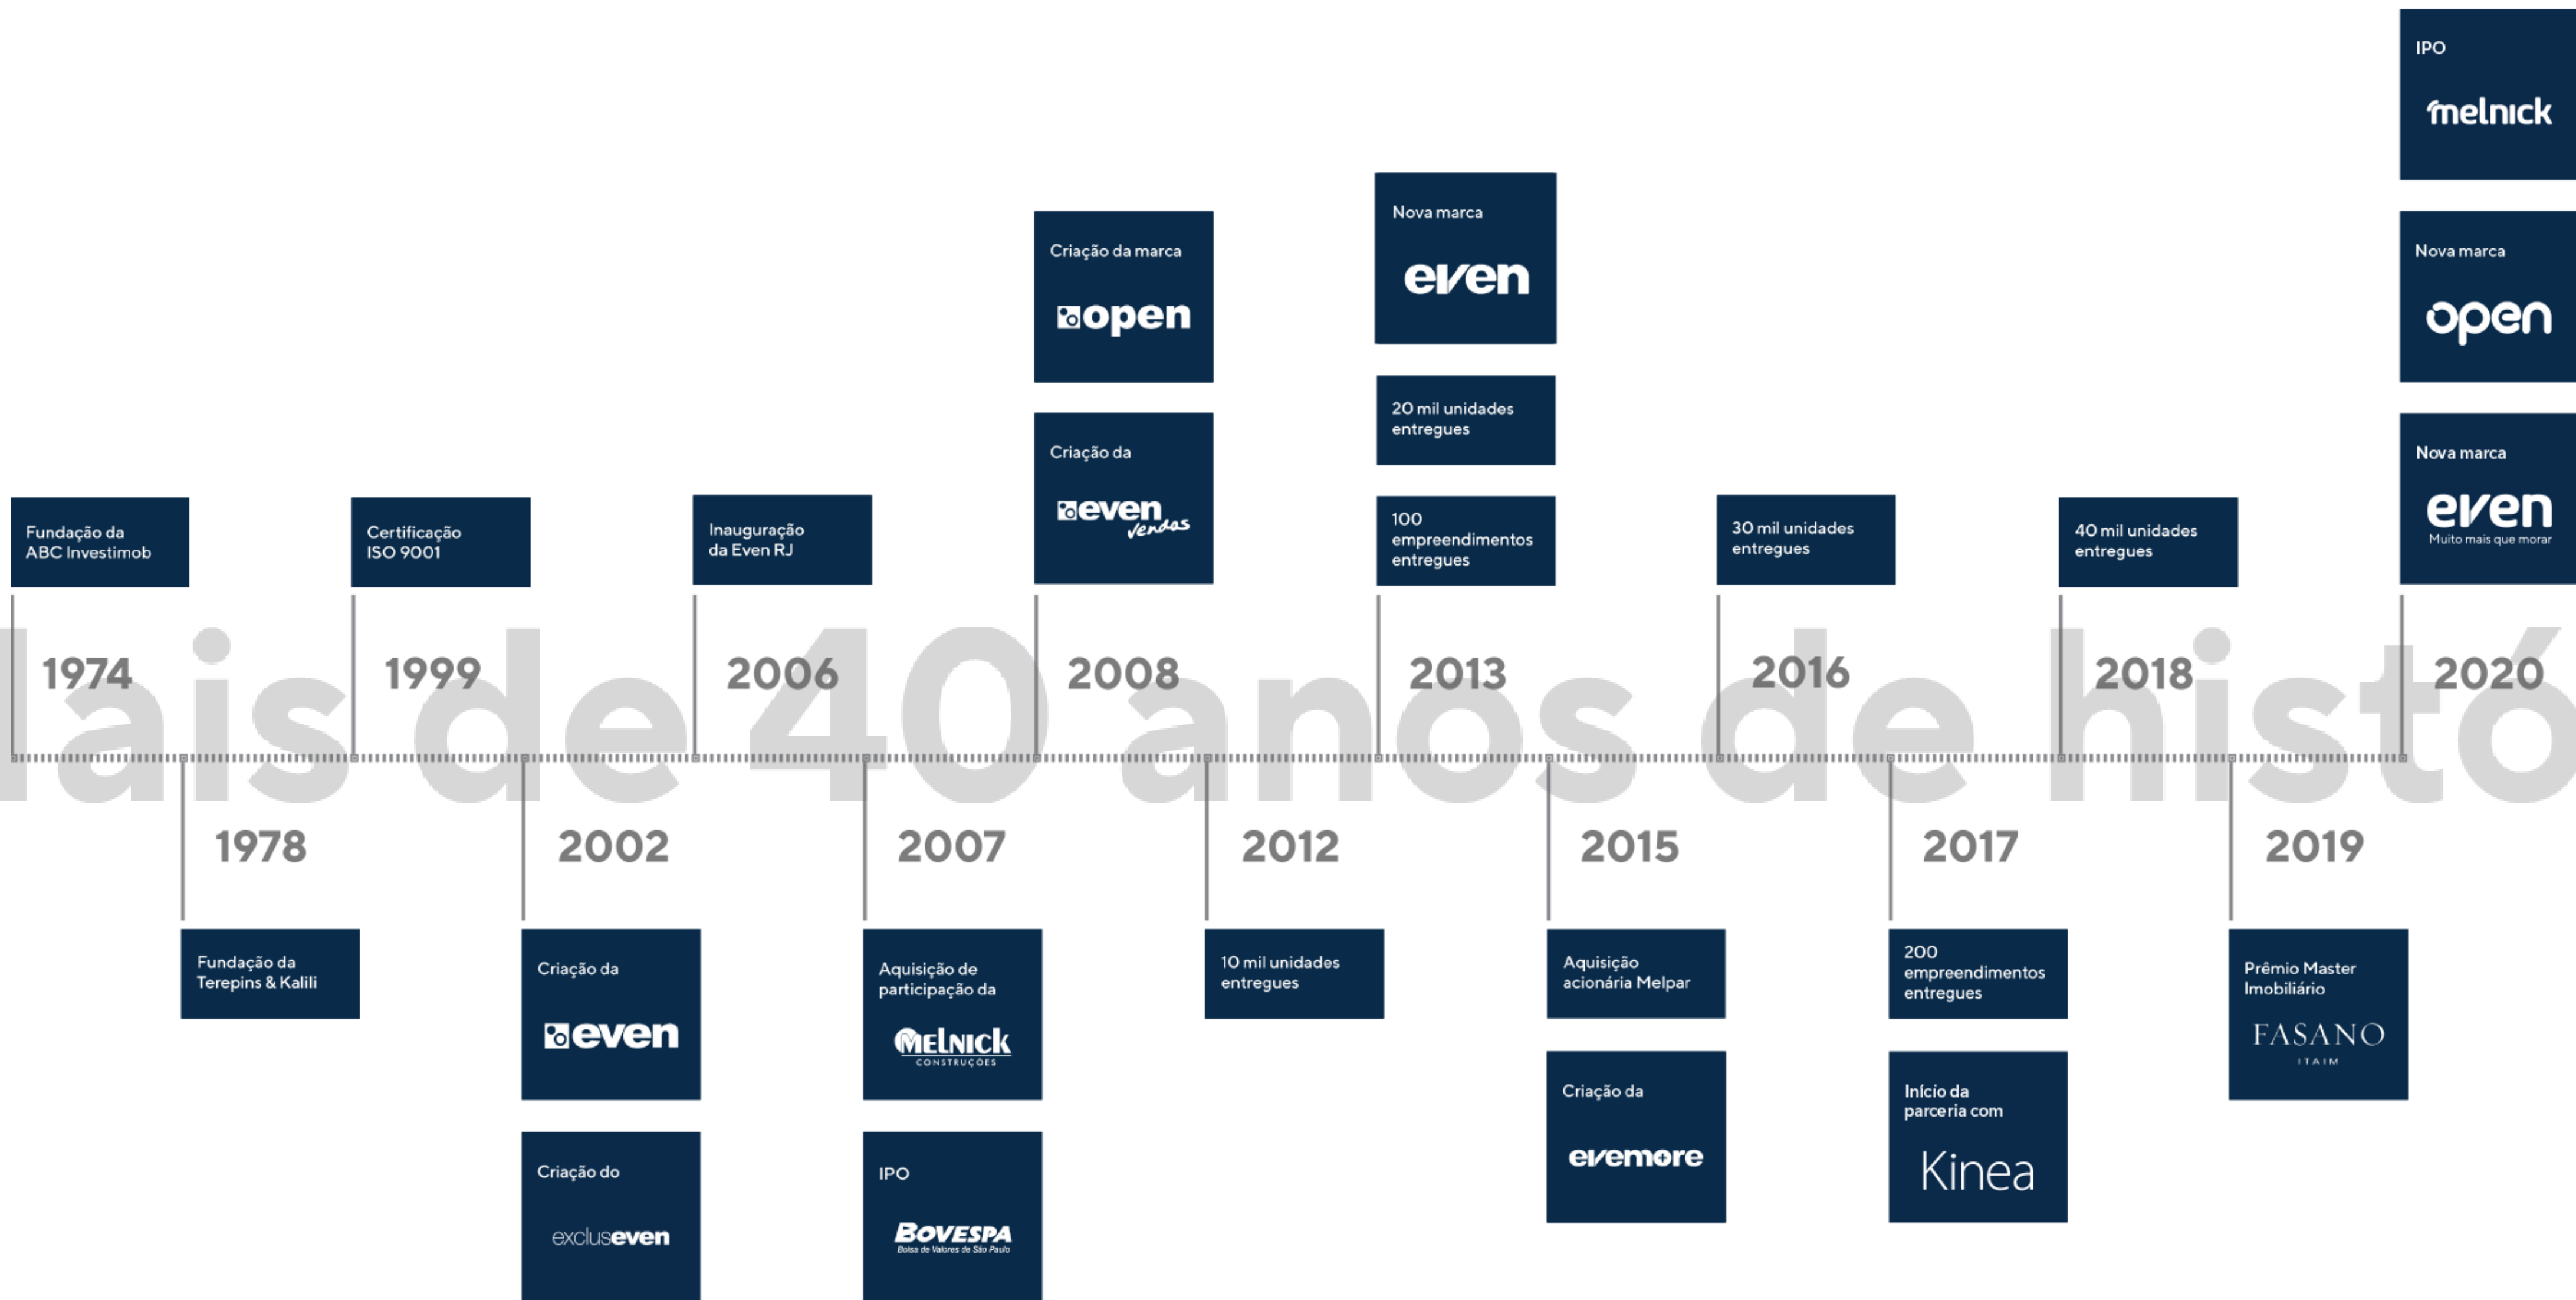 IPO
melnick
Nova marca
open
Nova marca
even
Muito mais que morar
Criação da marca
open
Criação da
even
vendas
Nova marca
even
20 mil unidades
entregues
100
empreendimentos
entregues
Fundação da
ABC Investimob
Certificação
ISO 9001
Inauguração
da Even RJ
30 mil unidades
entregues
40 mil unidades
entregues
1974
1999
2006
2008
2013
2016
2018
2020
ais de 40 anos de histó
1978
2002
2007
2012
2015
2017
2019
Fundação da
Terepins & Kalili
Criação da
even
Criação do
excluseven
Aquisição de
participação da
MELNICK
CONSTRUÇÕES
IPO
BOVESPA
Bolsa de Valores de São Paulo
10 mil unidades
entregues
Aquisição
acionária Melpar
Criação da
evemore
200
empreendimentos
entregues
Início da
parceria com
Kinea
Prêmio Master
Imobiliário
FASANO
ITAIM